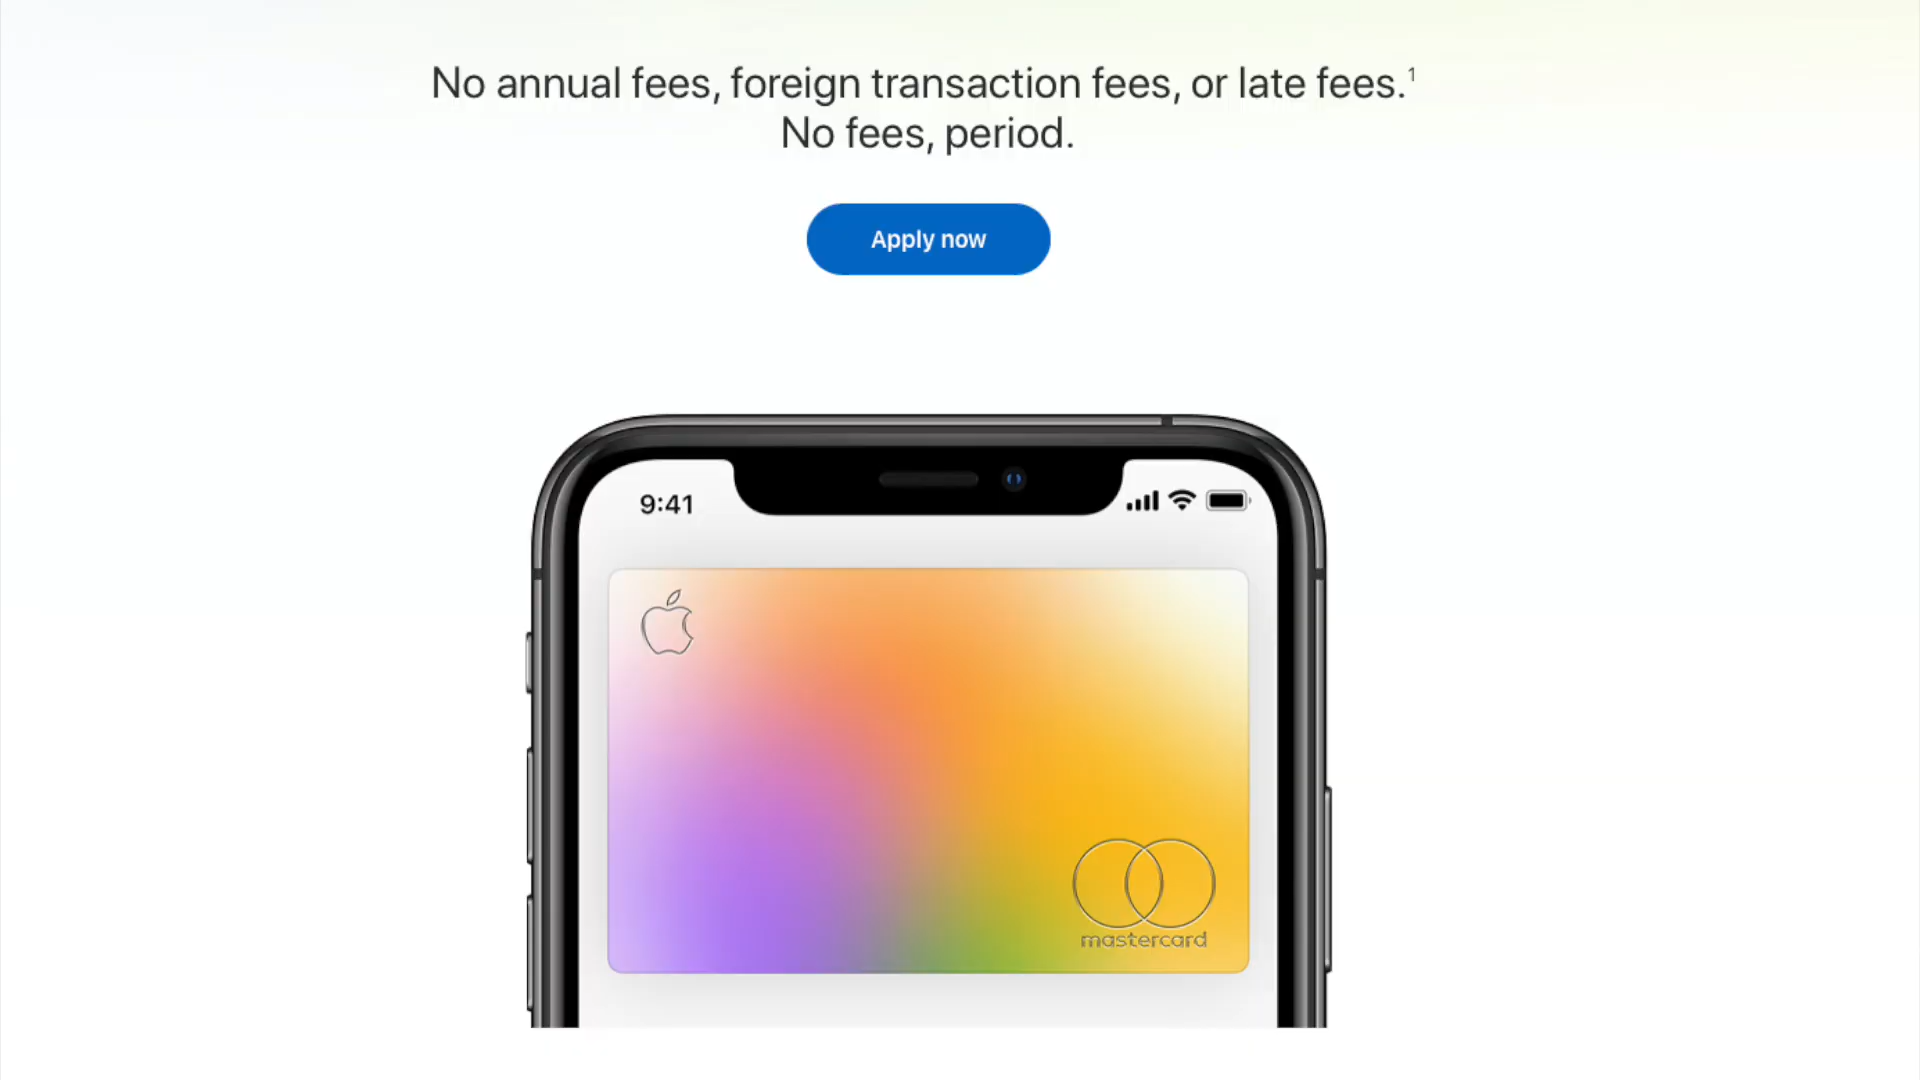 No annual fees, foreign transaction fees, or late fees.¹
No fees, period.
Apply now
9:41
mastercard